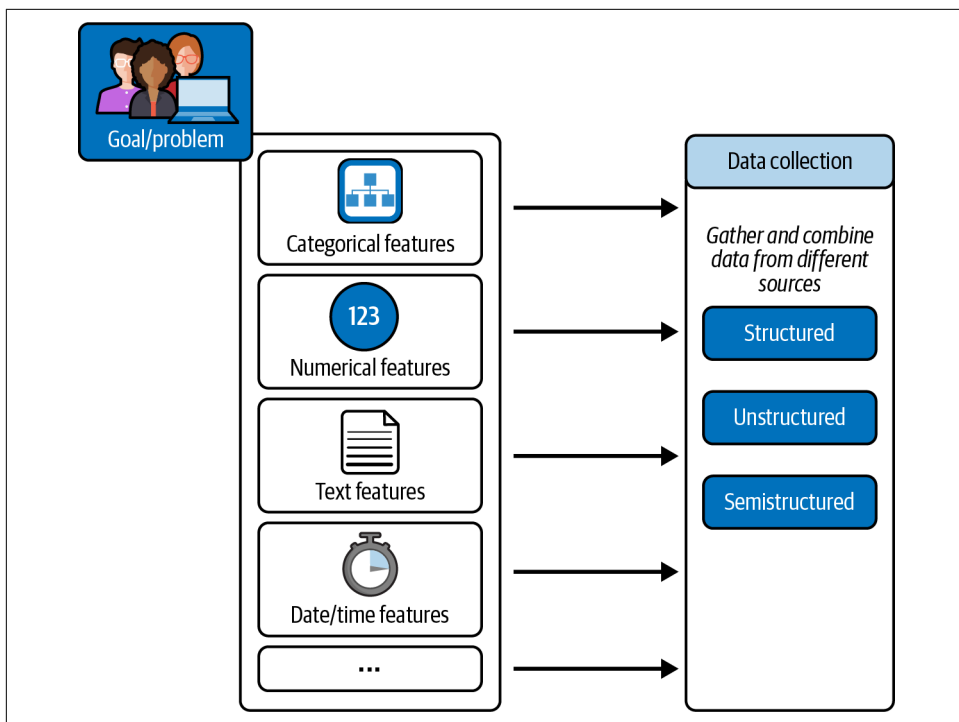 Goal/problem
Categorical features
123
Numerical features
Text features
Date/time features
...
Data collection
Gather and combine
data from different
sources
Structured
Unstructured
Semistructured